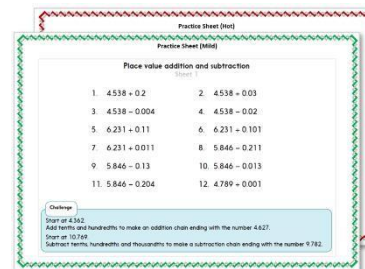 Practice Sheet (Hot)
Practice Sheet (Mild)
Place value addition and subtraction
Sheet 1
1. 4.538 + 0.2
2. 4.538 + 0.03
3. 4.538 − 0.004
4. 4.538 − 0.02
5. 6.231 + 0.11
6. 6.231 + 0.101
7. 6.231 + 0.011
8. 5.846 − 0.211
9. 5.846 − 0.13
10. 5.846 − 0.013
11. 5.846 − 0.204
12. 4.789 + 0.001
Challenge
Start at 4.362.
Add tenths and hundredths to make an addition chain ending with the number 4.627.
Start at 10.769.
Subtract tenths, hundredths and thousandths to make a subtraction chain ending with the number 9.782.